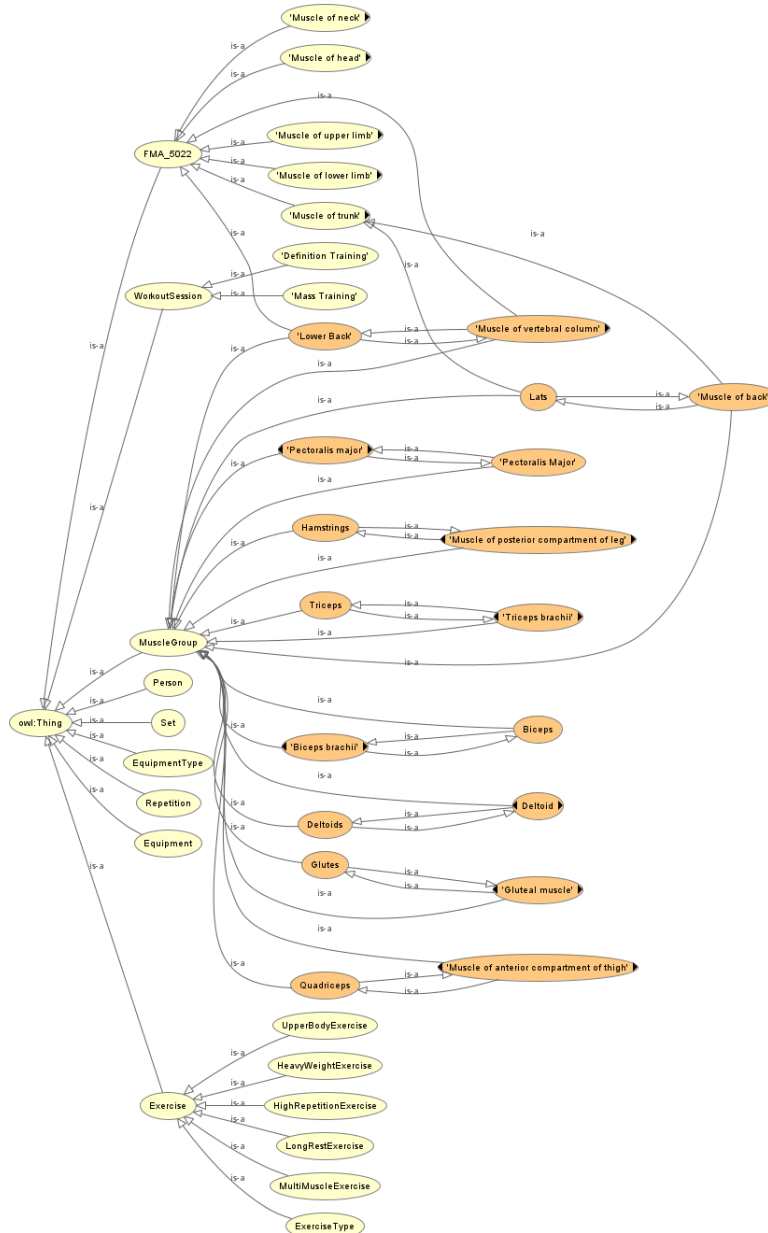 'Muscle of neck'
is-a
'Muscle of head'
is-a
is-a
'Muscle of upper limb'
is-a
FMA_5022
is-a
'Muscle of lower limb'
is-a
'Muscle of trunk'
is-a
is-a
'Definition Training'
is-a
is-a
WorkoutSession
is-a
'Mass Training'
'Lower Back'
is-a
is-a
'Muscle of vertebral column'
is-a
is-a
is-a
Lats
is-a
is-a
'Muscle of back'
is-a
is-a
'Pectoralis major'
is-a
is-a
'Pectoralis Major'
is-a
is-a
is-a
Hamstrings
is-a
is-a
'Muscle of posterior compartment of leg'
is-a
is-a
Triceps
is-a
is-a
'Triceps brachii'
is-a
is-a
MuscleGroup
is-a
is-a
Person
is-a
is-a
owl:Thing
is-a
Set
is-a
Biceps
is-a
is-a
'Biceps brachii'
is-a
is-a
EquipmentType
is-a
is-a
Repetition
is-a
Deltoid
is-a
is-a
Deltoids
is-a
is-a
Equipment
Glutes
is-a
is-a
is-a
'Gluteal muscle'
is-a
is-a
is-a
'Muscle of anterior compartment of thigh'
is-a
is-a
Quadriceps
is-a
UpperBodyExercise
is-a
HeavyWeightExercise
is-a
Exercise
is-a
HighRepetitionExercise
is-a
LongRestExercise
is-a
MultiMuscleExercise
is-a
ExerciseType